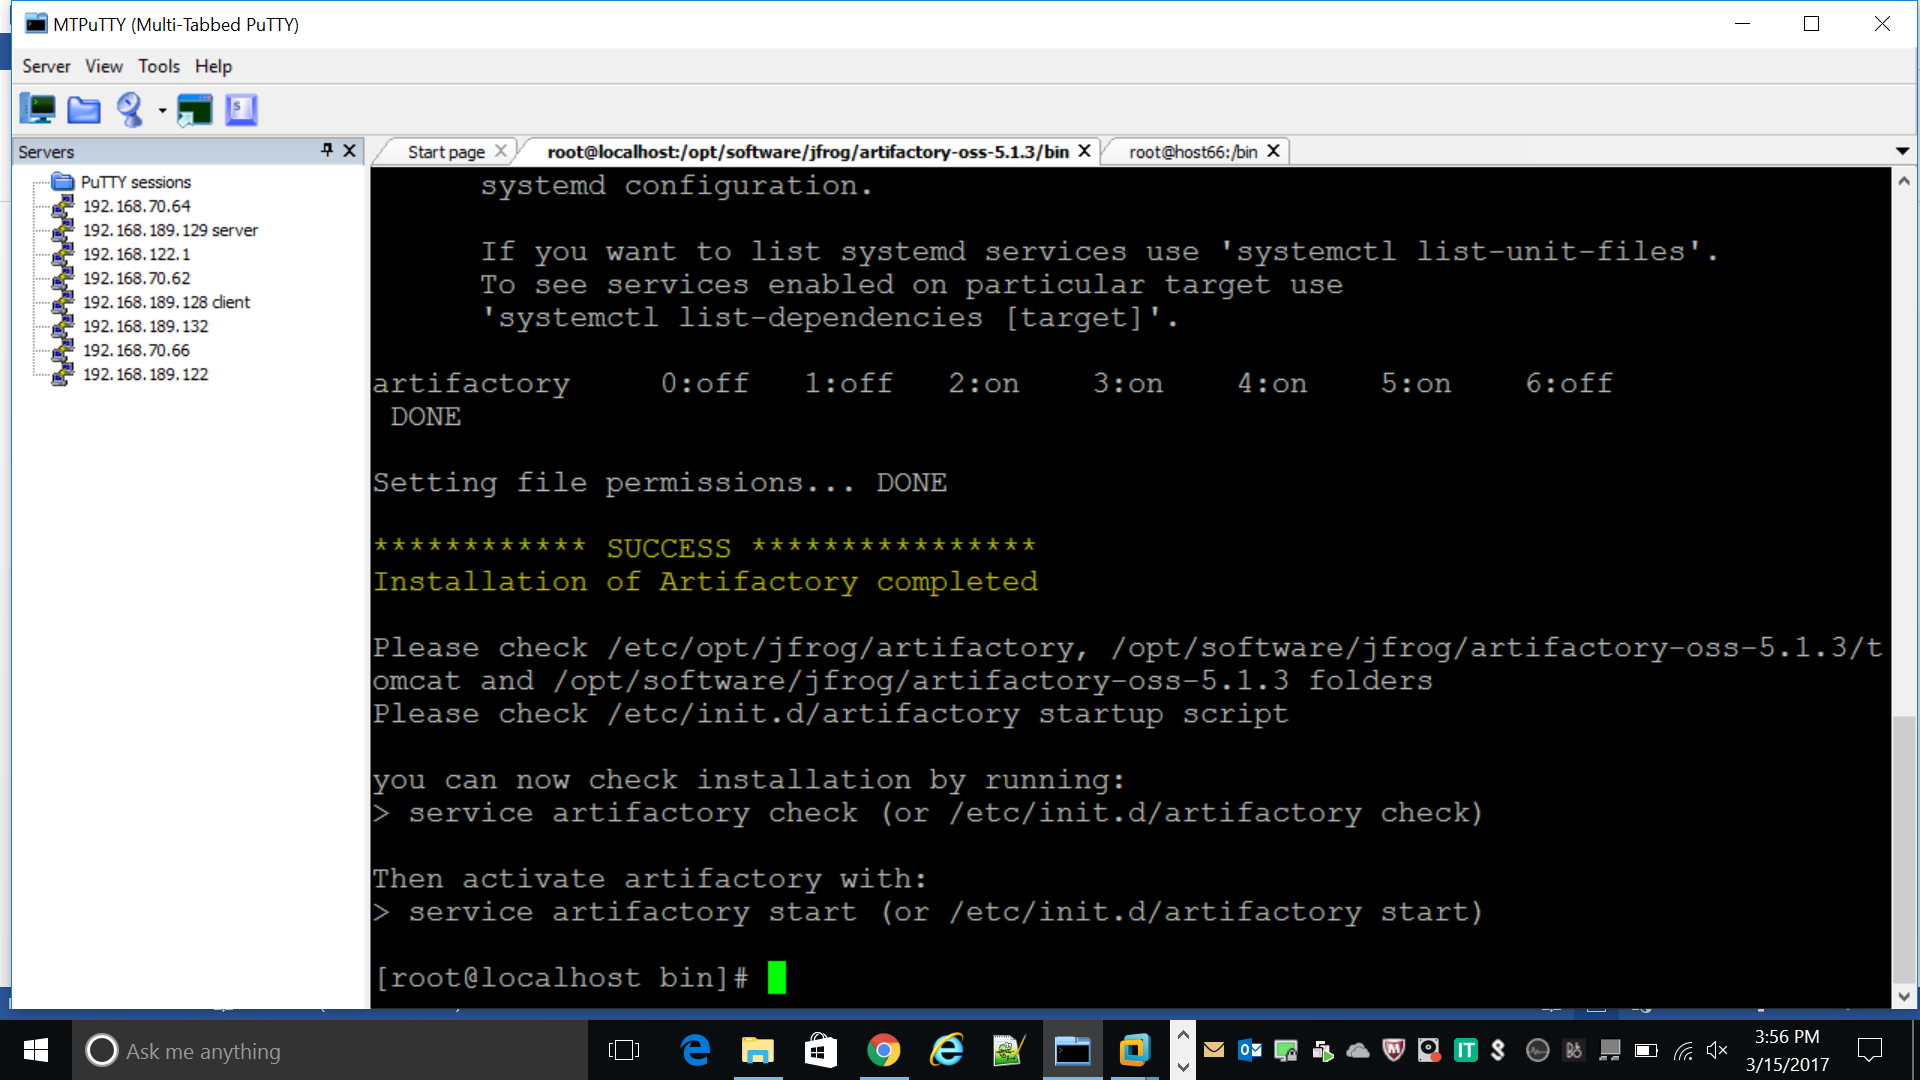 MTPuTTY (Multi-Tabbed PuTTY)
Server View Tools Help
Servers
PuTTY sessions
192.168.70.64
192.168.189.129 server
192.168.122.1
192.168.70.62
192.168.189.128 client
192.168.189.132
192.168.70.66
192.168.189.122
Start page root@localhost:/opt/software/jfrog/artifactory-oss-5.1.3/bin root@host66:/bin
systemd configuration.
If you want to list systemd services use 'systemctl list-unit-files'.
To see services enabled on particular target use
'systemctl list-dependencies [target]'.
artifactory 0:off 1:off 2:on 3:on 4:on 5:on 6:off
DONE
Setting file permissions... DONE
************ SUCCESS ****************
Installation of Artifactory completed
Please check /etc/opt/jfrog/artifactory, /opt/software/jfrog/artifactory-oss-5.1.3/t
omcat and /opt/software/jfrog/artifactory-oss-5.1.3 folders
Please check /etc/init.d/artifactory startup script
you can now check installation by running:
> service artifactory check (or /etc/init.d/artifactory check)
Then activate artifactory with:
> service artifactory start (or /etc/init.d/artifactory start)
[root@localhost bin]#
Ask me anything
3:56 PM
3/15/2017